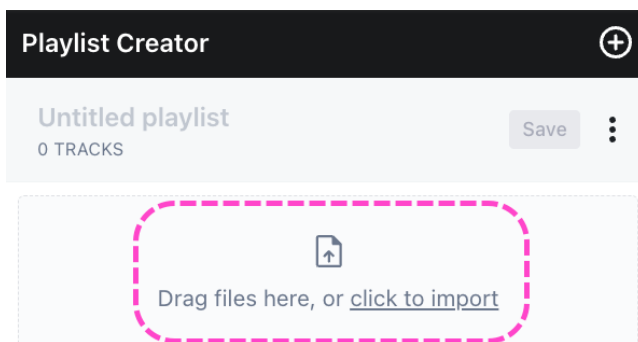 Playlist Creator
Untitled playlist
Save
0 TRACKS
Drag files here, or click to import